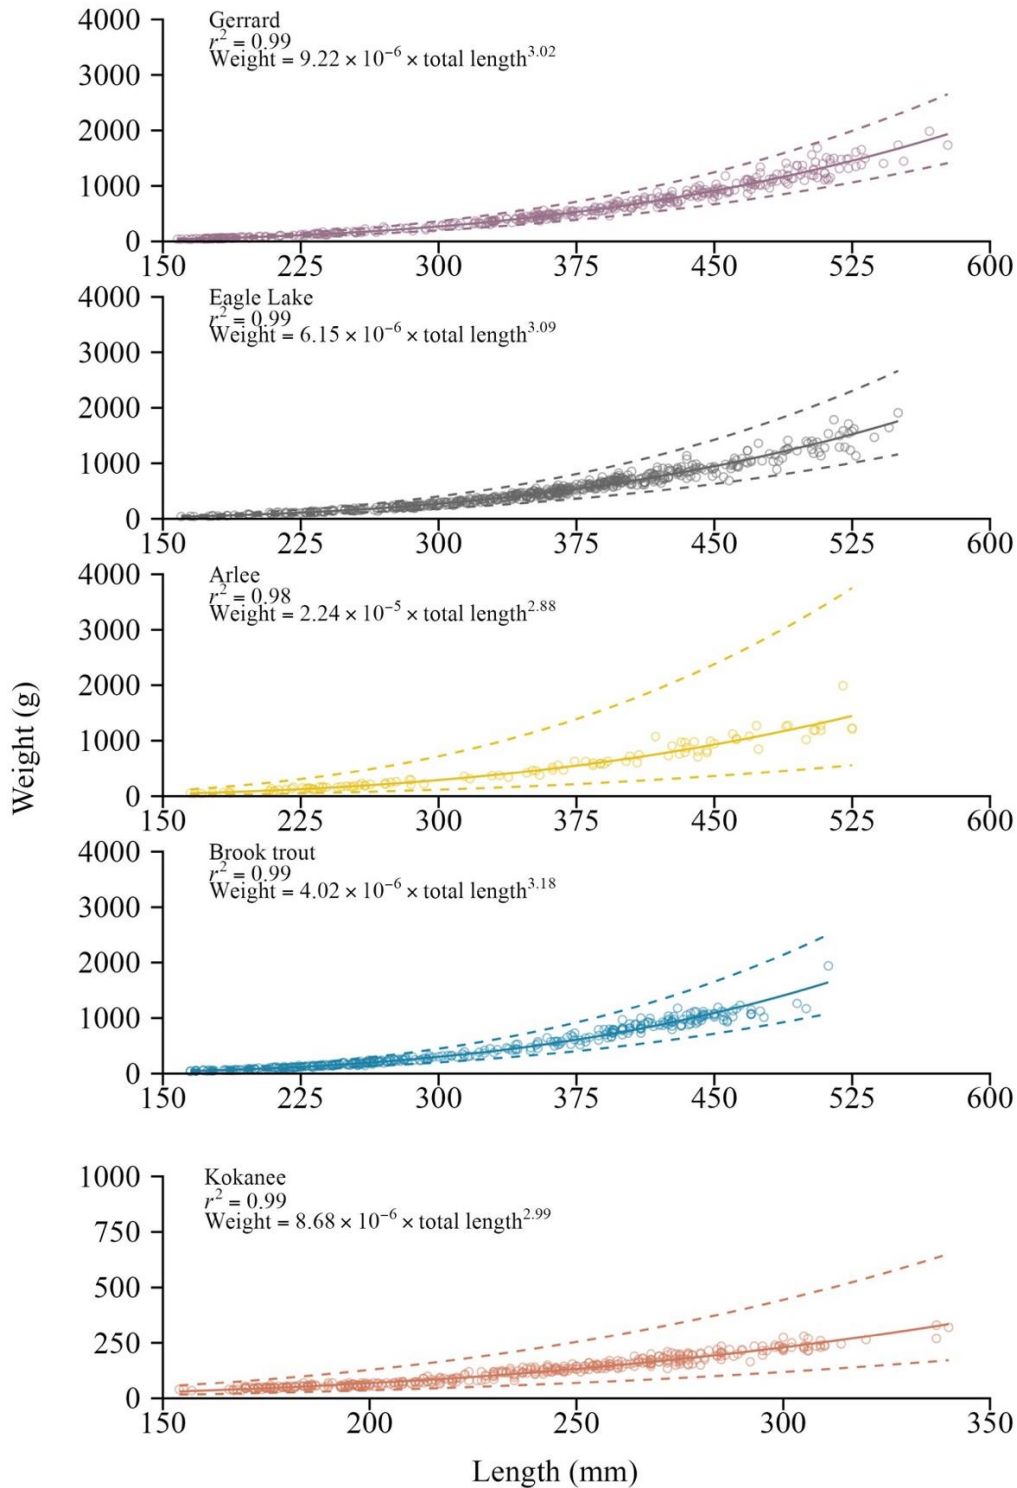 Weight (g)
4000
3000
2000
1000
0
Gerrard
r² = 0.99
Weight = 9.22 × 10⁻⁶ × total length³·⁰²
150 225 300 375 450 525 600
4000
3000
2000
1000
0
Eagle Lake
r² = 0.99
Weight = 6.15 × 10⁻⁶ × total length³·⁰⁹
150 225 300 375 450 525 600
4000
3000
2000
1000
0
Arlee
r² = 0.98
Weight = 2.24 × 10⁻⁵ × total length²·⁸⁸
150 225 300 375 450 525 600
4000
3000
2000
1000
0
Brook trout
r² = 0.99
Weight = 4.02 × 10⁻⁶ × total length³·¹⁸
150 225 300 375 450 525 600
1000
750
500
250
0
Kokanee
r² = 0.99
Weight = 8.68 × 10⁻⁶ × total length²·⁹⁹
150 200 250 300 350
Length (mm)